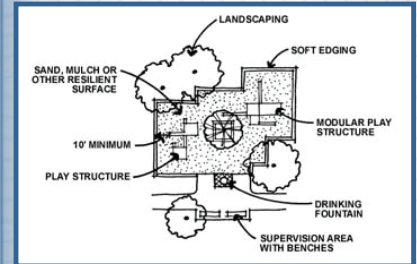 LANDSCAPING
SOFT EDGING
SAND, MULCH OR
OTHER RESILIENT
SURFACE
MODULAR PLAY
STRUCTURE
10' MINIMUM
PLAY STRUCTURE
DRINKING
FOUNTAIN
SUPERVISION AREA
WITH BENCHES